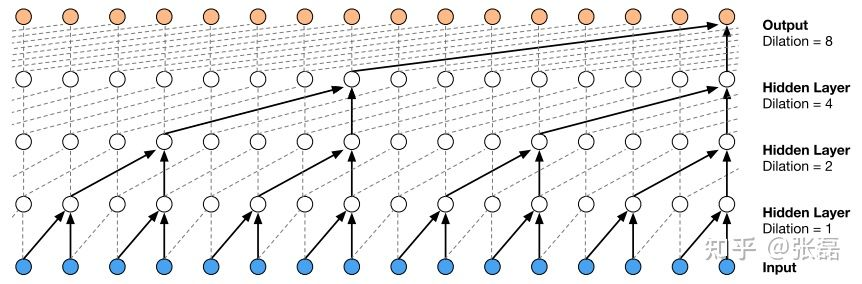 Output
Dilation = 8
Hidden Layer
Dilation = 4
Hidden Layer
Dilation = 2
Hidden Layer
Dilation = 1
知乎 @张磊
Input